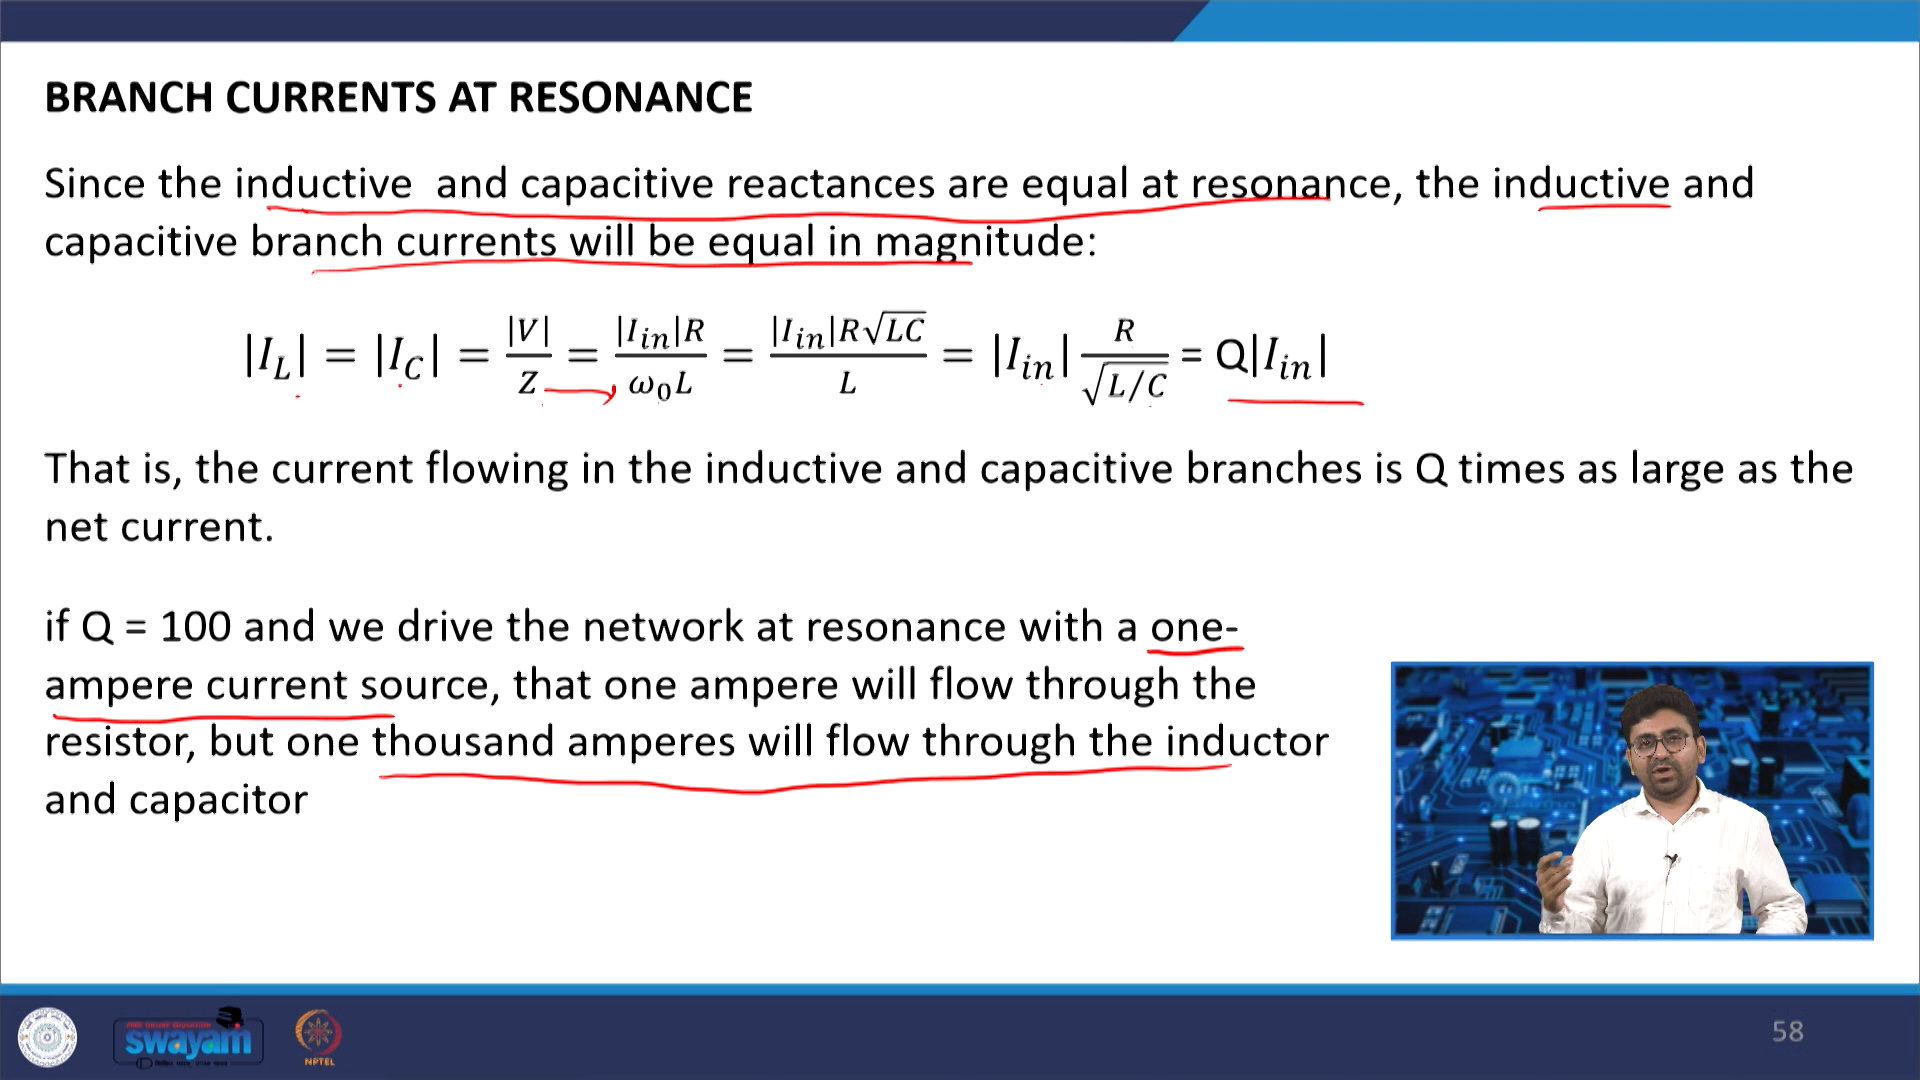 BRANCH CURRENTS AT RESONANCE
Since the inductive and capacitive reactances are equal at resonance, the inductive and
capacitive branch currents will be equal in magnitude:
|I_L| = |I_C| = |V|/Z = |I_in|R/ω₀L = |I_in|R√LC/L = |I_in| R/√L/C = Q|I_in|
That is, the current flowing in the inductive and capacitive branches is Q times as large as the
net current.
if Q = 100 and we drive the network at resonance with a one-
ampere current source, that one ampere will flow through the
resistor, but one thousand amperes will flow through the inductor
and capacitor
swayam
NPTEL
58